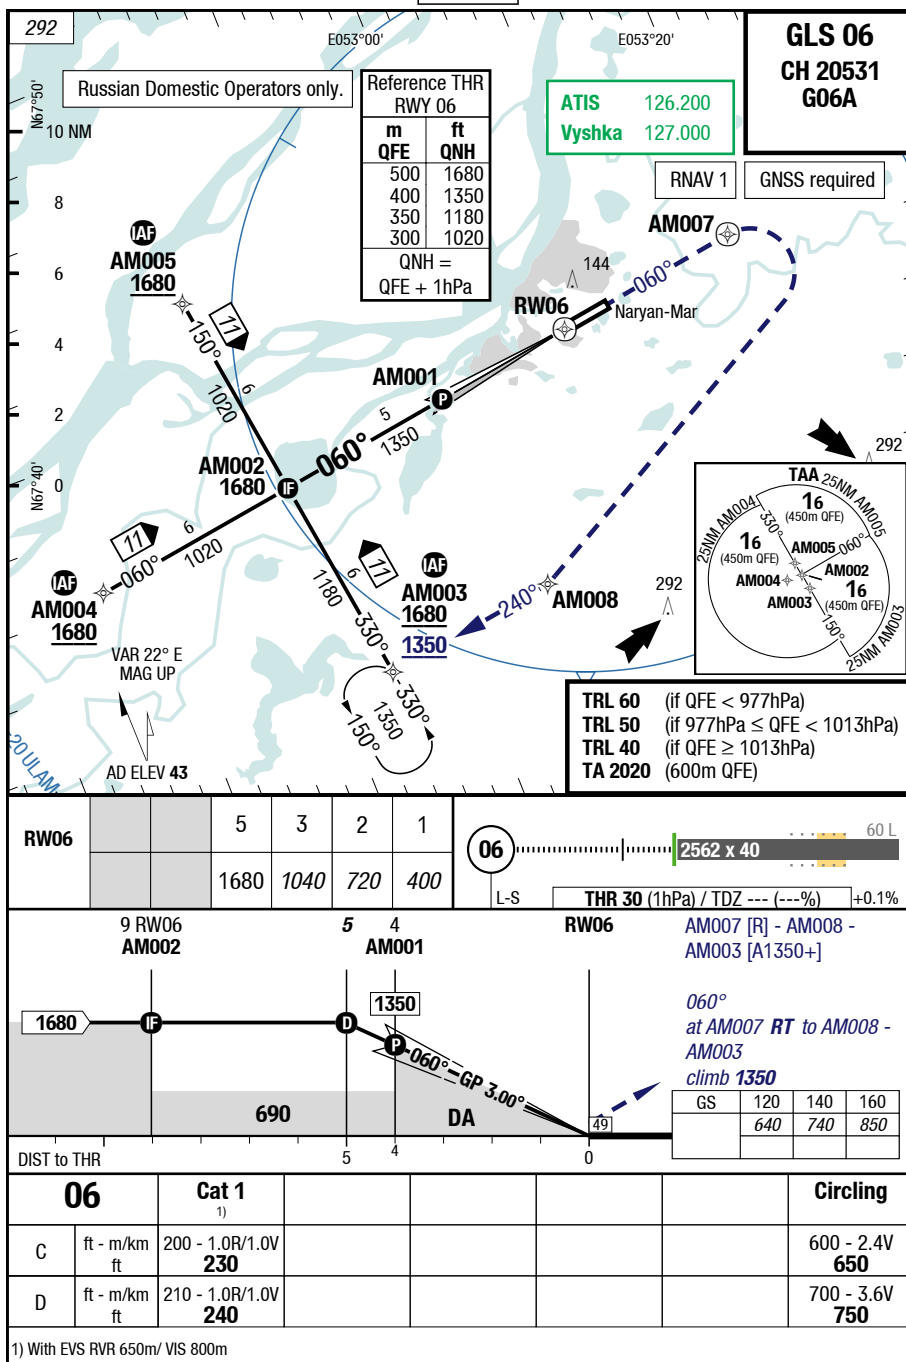 292
E053°00'
E053°20'
GLS 06
CH 20531
G06A
N67°50'
10 NM
8
6
4
2
0
N67°40'
Russian Domestic Operators only.
Reference THR
RWY 06
m ft
QFE QNH
500 1680
400 1350
350 1180
300 1020
QNH =
QFE + 1hPa
ATIS 126.200
Vyshka 127.000
RNAV 1
GNSS required
IAF
AM005
1680
150°
11
6
1020
AM007
144
060°
RW06
Naryan-Mar
AM001
P
5
1350
060°
AM002
1680
IF
11
6
1020
060°
IAF
AM004
1680
6
11
1180
330°
IAF
AM003
1680
1350
240°
AM008
292
292
330°
1350
150°
VAR 22° E
MAG UP
AD ELEV 43
20 ULAM
TAA
25NM AM005
25NM AM004
25NM AM003
16
(450m QFE)
16
(450m QFE)
16
(450m QFE)
330°
060°
150°
AM005
AM002
AM004
AM003
TRL 60 (if QFE < 977hPa)
TRL 50 (if 977hPa ≤ QFE < 1013hPa)
TRL 40 (if QFE ≥ 1013hPa)
TA 2020 (600m QFE)
RW06 5 3 2 1
1680 1040 720 400
06
60 L
2562 x 40
L-S
THR 30 (1hPa) / TDZ --- (---%)
+0.1%
9 RW06
AM002
5 4
AM001
RW06
1680
IF
D
1350
P
060°
GP 3.00°
690
DA
49
DIST to THR
5 4 0
AM007 [R] - AM008 -
AM003 [A1350+]
060°
at AM007 RT to AM008 -
AM003
climb 1350
GS 120 140 160
640 740 850
06 Cat 1 Circling
1)
C ft - m/km 200 - 1.0R/1.0V 600 - 2.4V
ft 230 650
D ft - m/km 210 - 1.0R/1.0V 700 - 3.6V
ft 240 750
1) With EVS RVR 650m/ VIS 800m